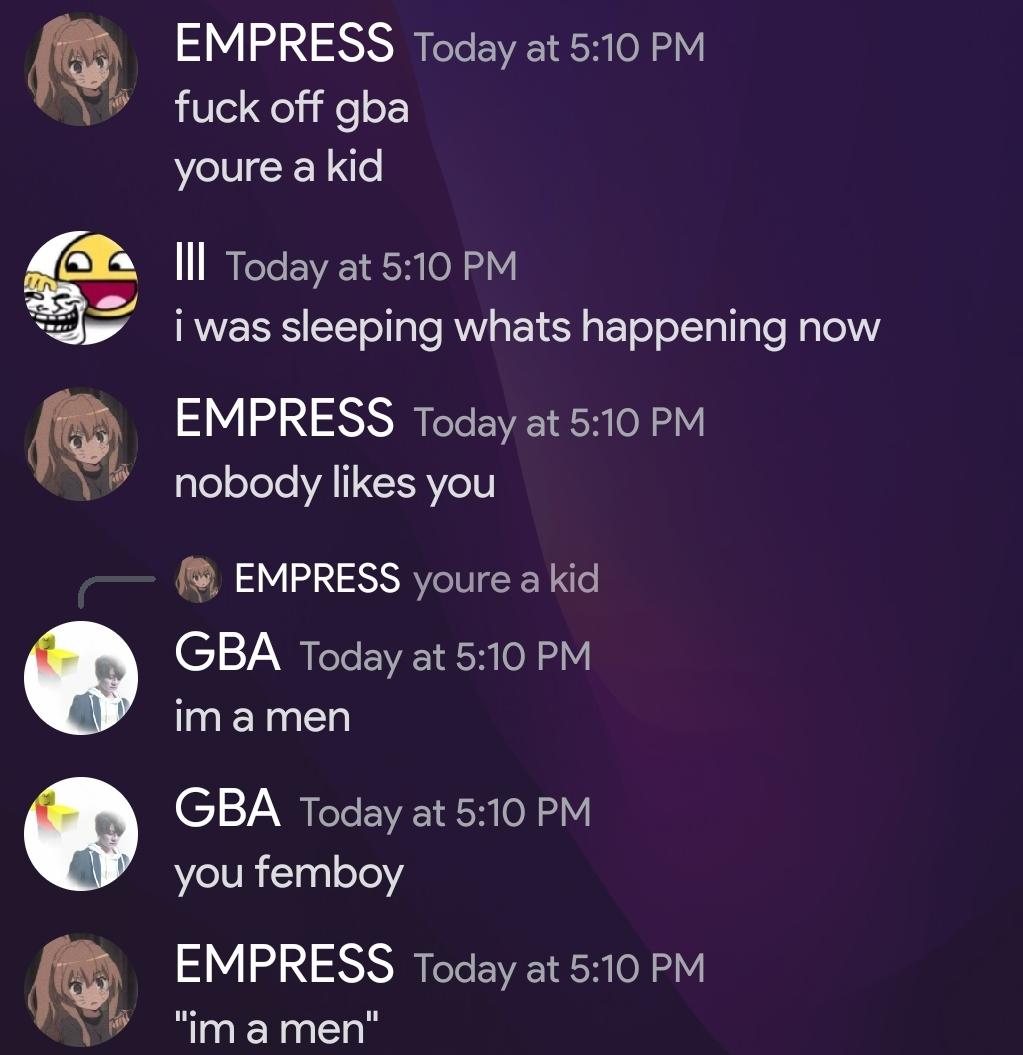 EMPRESS Today at 5:10 PM
fuck off gba
youre a kid
lll Today at 5:10 PM
i was sleeping whats happening now
EMPRESS Today at 5:10 PM
nobody likes you
EMPRESS youre a kid
GBA Today at 5:10 PM
im a men
GBA Today at 5:10 PM
you femboy
EMPRESS Today at 5:10 PM
"im a men"